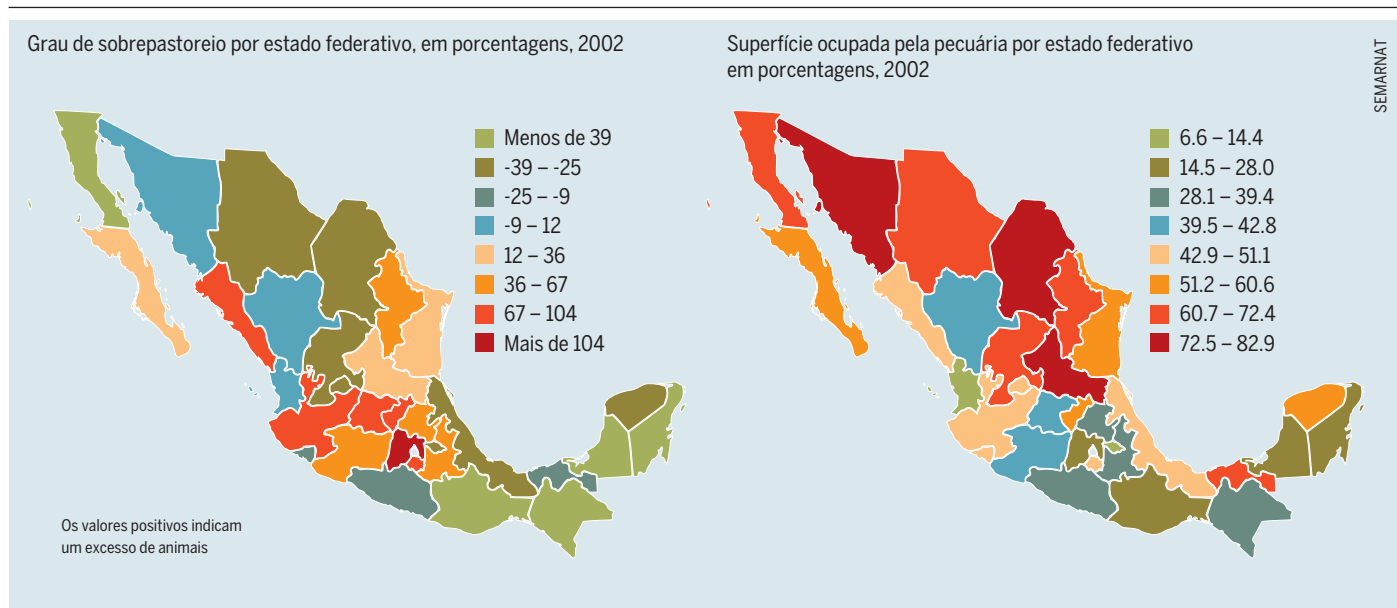 Grau de sobrepastoreio por estado federativo, em porcentagens, 2002
Menos de 39
-39 – -25
-25 – -9
-9 – 12
12 – 36
36 – 67
67 – 104
Mais de 104
Os valores positivos indicam
um excesso de animais
Superfície ocupada pela pecuária por estado federativo
em porcentagens, 2002
6.6 – 14.4
14.5 – 28.0
28.1 – 39.4
39.5 – 42.8
42.9 – 51.1
51.2 – 60.6
60.7 – 72.4
72.5 – 82.9
SEMARNAT